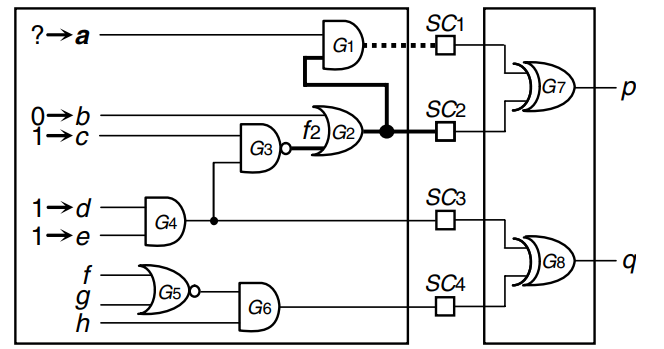 ? a SC1
G1
G7 p
0 b SC2
1 c f2 G2
G3
1 d SC3
G4
1 e
G8 q
f SC4
g G5
G6
h